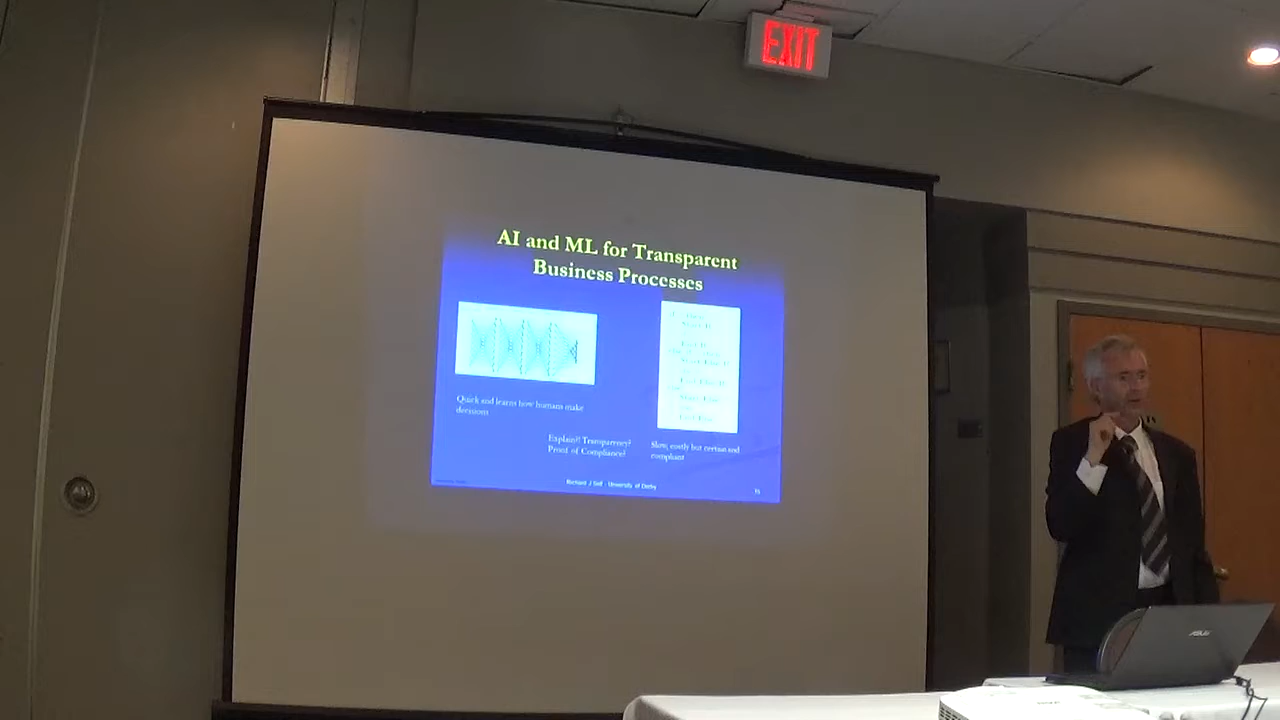 EXIT
AI and ML for Transparent
Business Processes
Quick and learns how humans make
decisions
Explain? Transparency?
Proof of Compliance?
Slow, costly but certain and
compliant
Richard J Self - University of Derby
ASUS